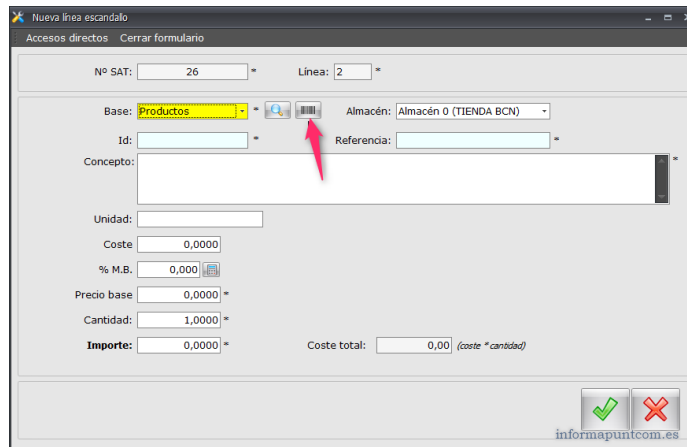 Nueva línea escandallo
Accesos directos Cerrar formulario
Nº SAT: 26 * Línea: 2 *
Base: Productos * Almacén: Almacén 0 (TIENDA BCN)
Id: * Referencia: *
Concepto: *
Unidad:
Coste 0,0000
% M.B. 0,000
Precio base 0,0000 *
Cantidad: 1,0000 *
Importe: 0,0000 * Coste total: 0,00 (coste * cantidad)
informapuntcom.es